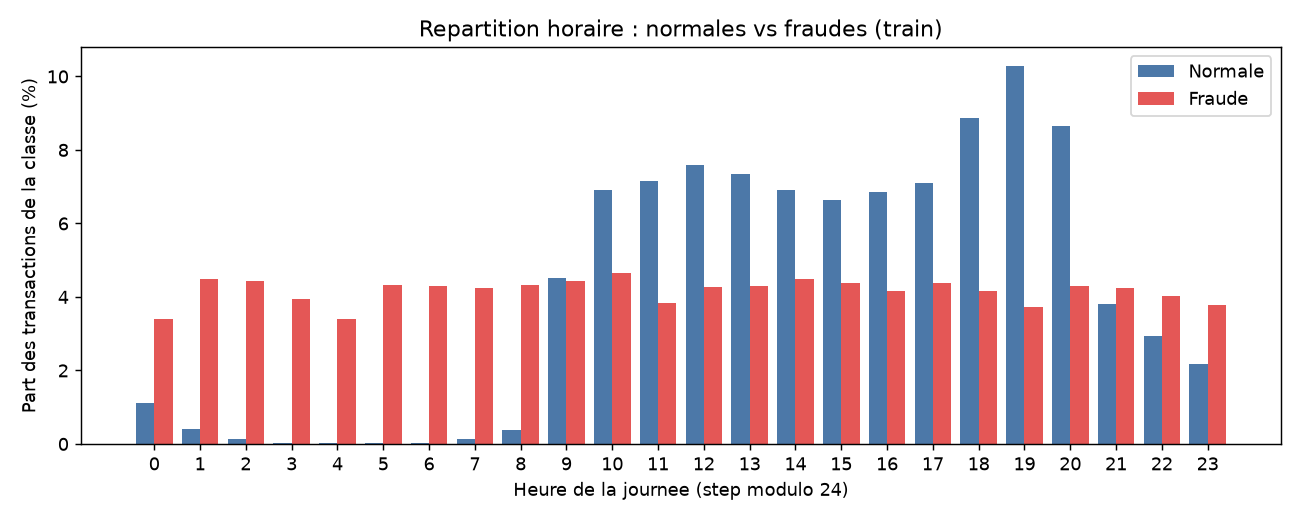 Repartition horaire : normales vs fraudes (train)
Part des transactions de la classe (%)
10
8
6
4
2
0
Normale
Fraude
0 1 2 3 4 5 6 7 8 9 10 11 12 13 14 15 16 17 18 19 20 21 22 23
Heure de la journee (step modulo 24)